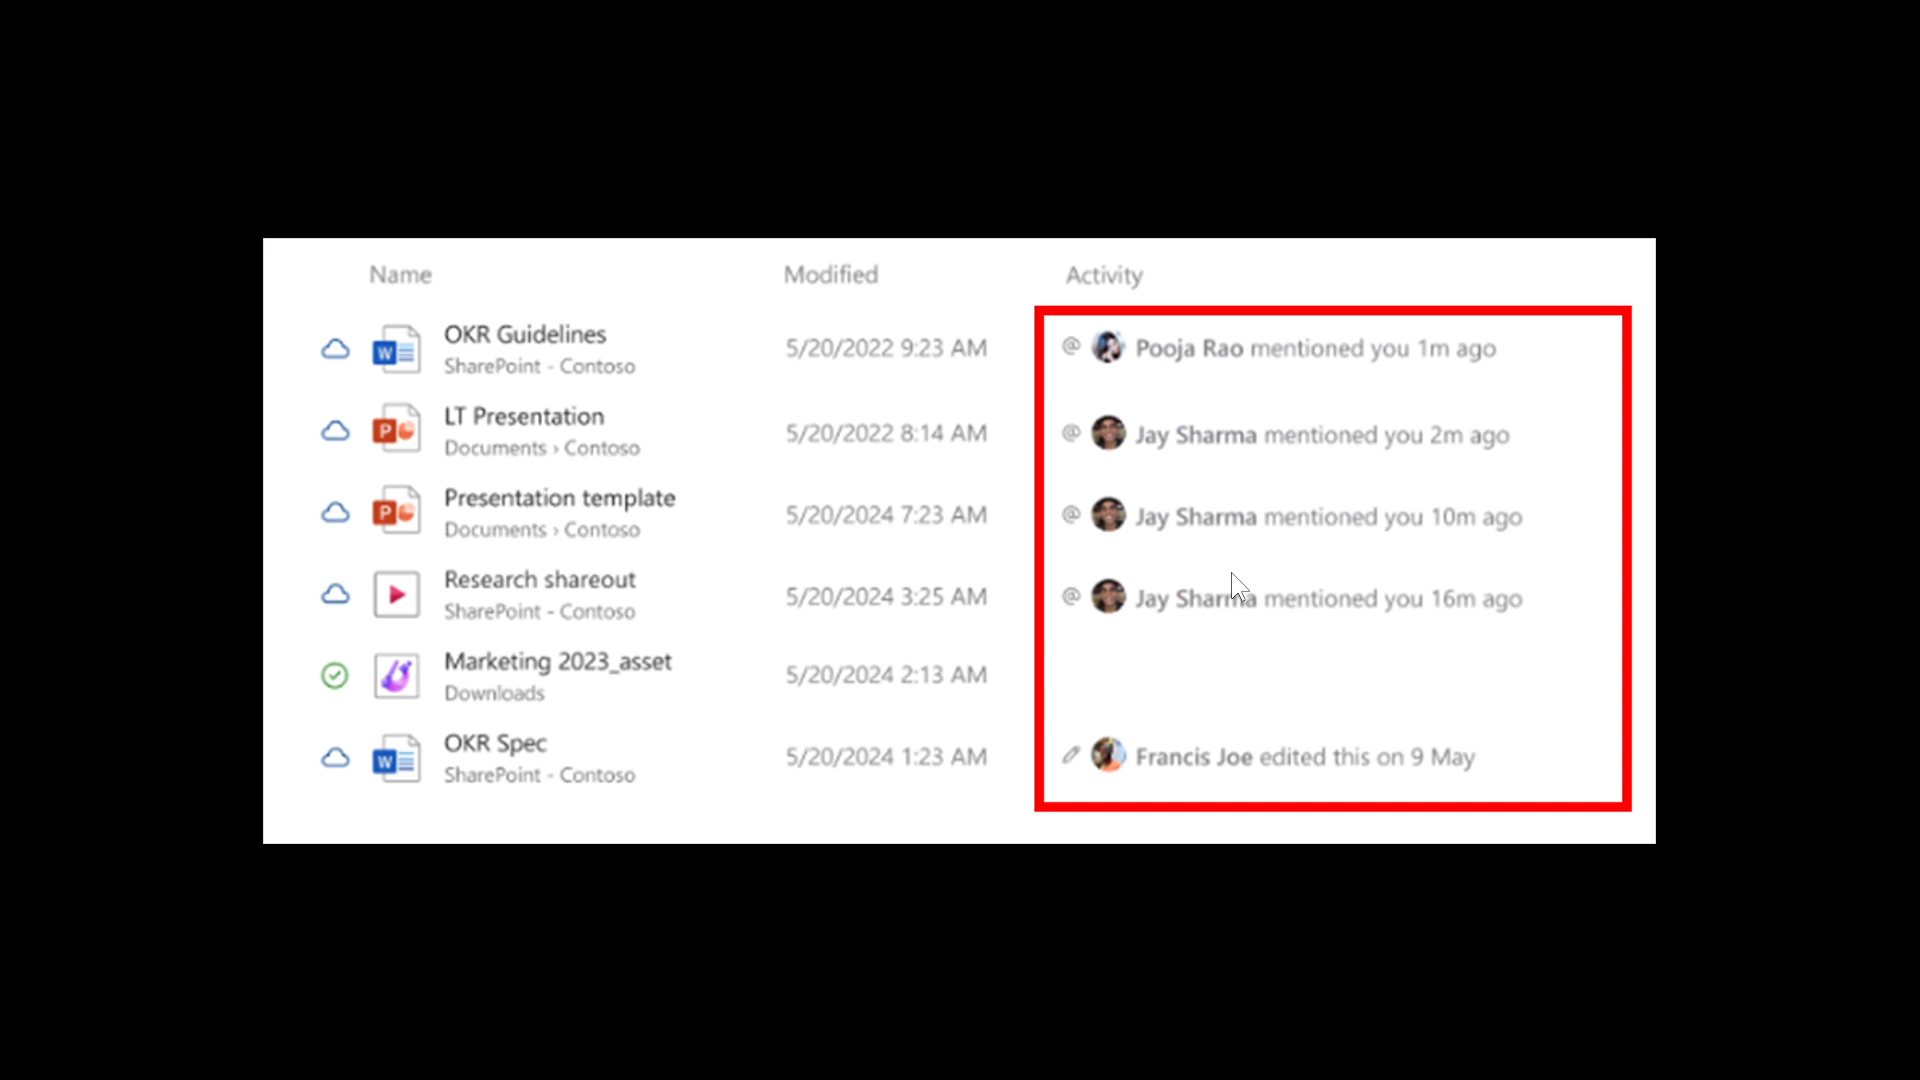 Name Modified Activity
OKR Guidelines
SharePoint - Contoso
5/20/2022 9:23 AM
@ Pooja Rao mentioned you 1m ago
LT Presentation
Documents › Contoso
5/20/2022 8:14 AM
@ Jay Sharma mentioned you 2m ago
Presentation template
Documents › Contoso
5/20/2024 7:23 AM
@ Jay Sharma mentioned you 10m ago
Research shareout
SharePoint - Contoso
5/20/2024 3:25 AM
@ Jay Sharma mentioned you 16m ago
Marketing 2023_asset
Downloads
5/20/2024 2:13 AM
OKR Spec
SharePoint - Contoso
5/20/2024 1:23 AM
Francis Joe edited this on 9 May